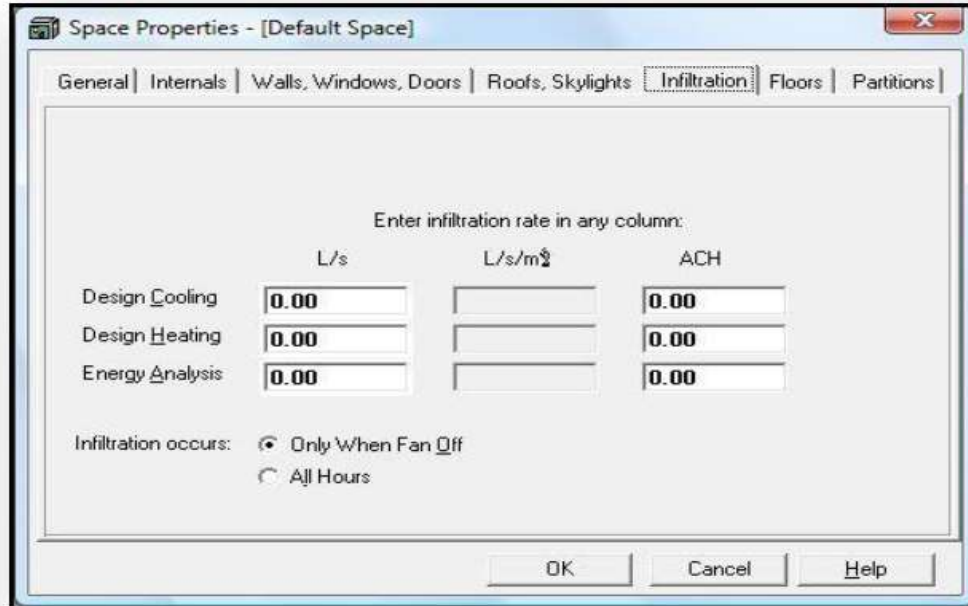 Space Properties - [Default Space]
General Internals Walls, Windows, Doors Roofs, Skylights Infiltration Floors Partitions
Enter infiltration rate in any column:
L/s L/s/m² ACH
Design Cooling 0.00 0.00
Design Heating 0.00 0.00
Energy Analysis 0.00 0.00
Infiltration occurs: Only When Fan Off
All Hours
OK Cancel Help